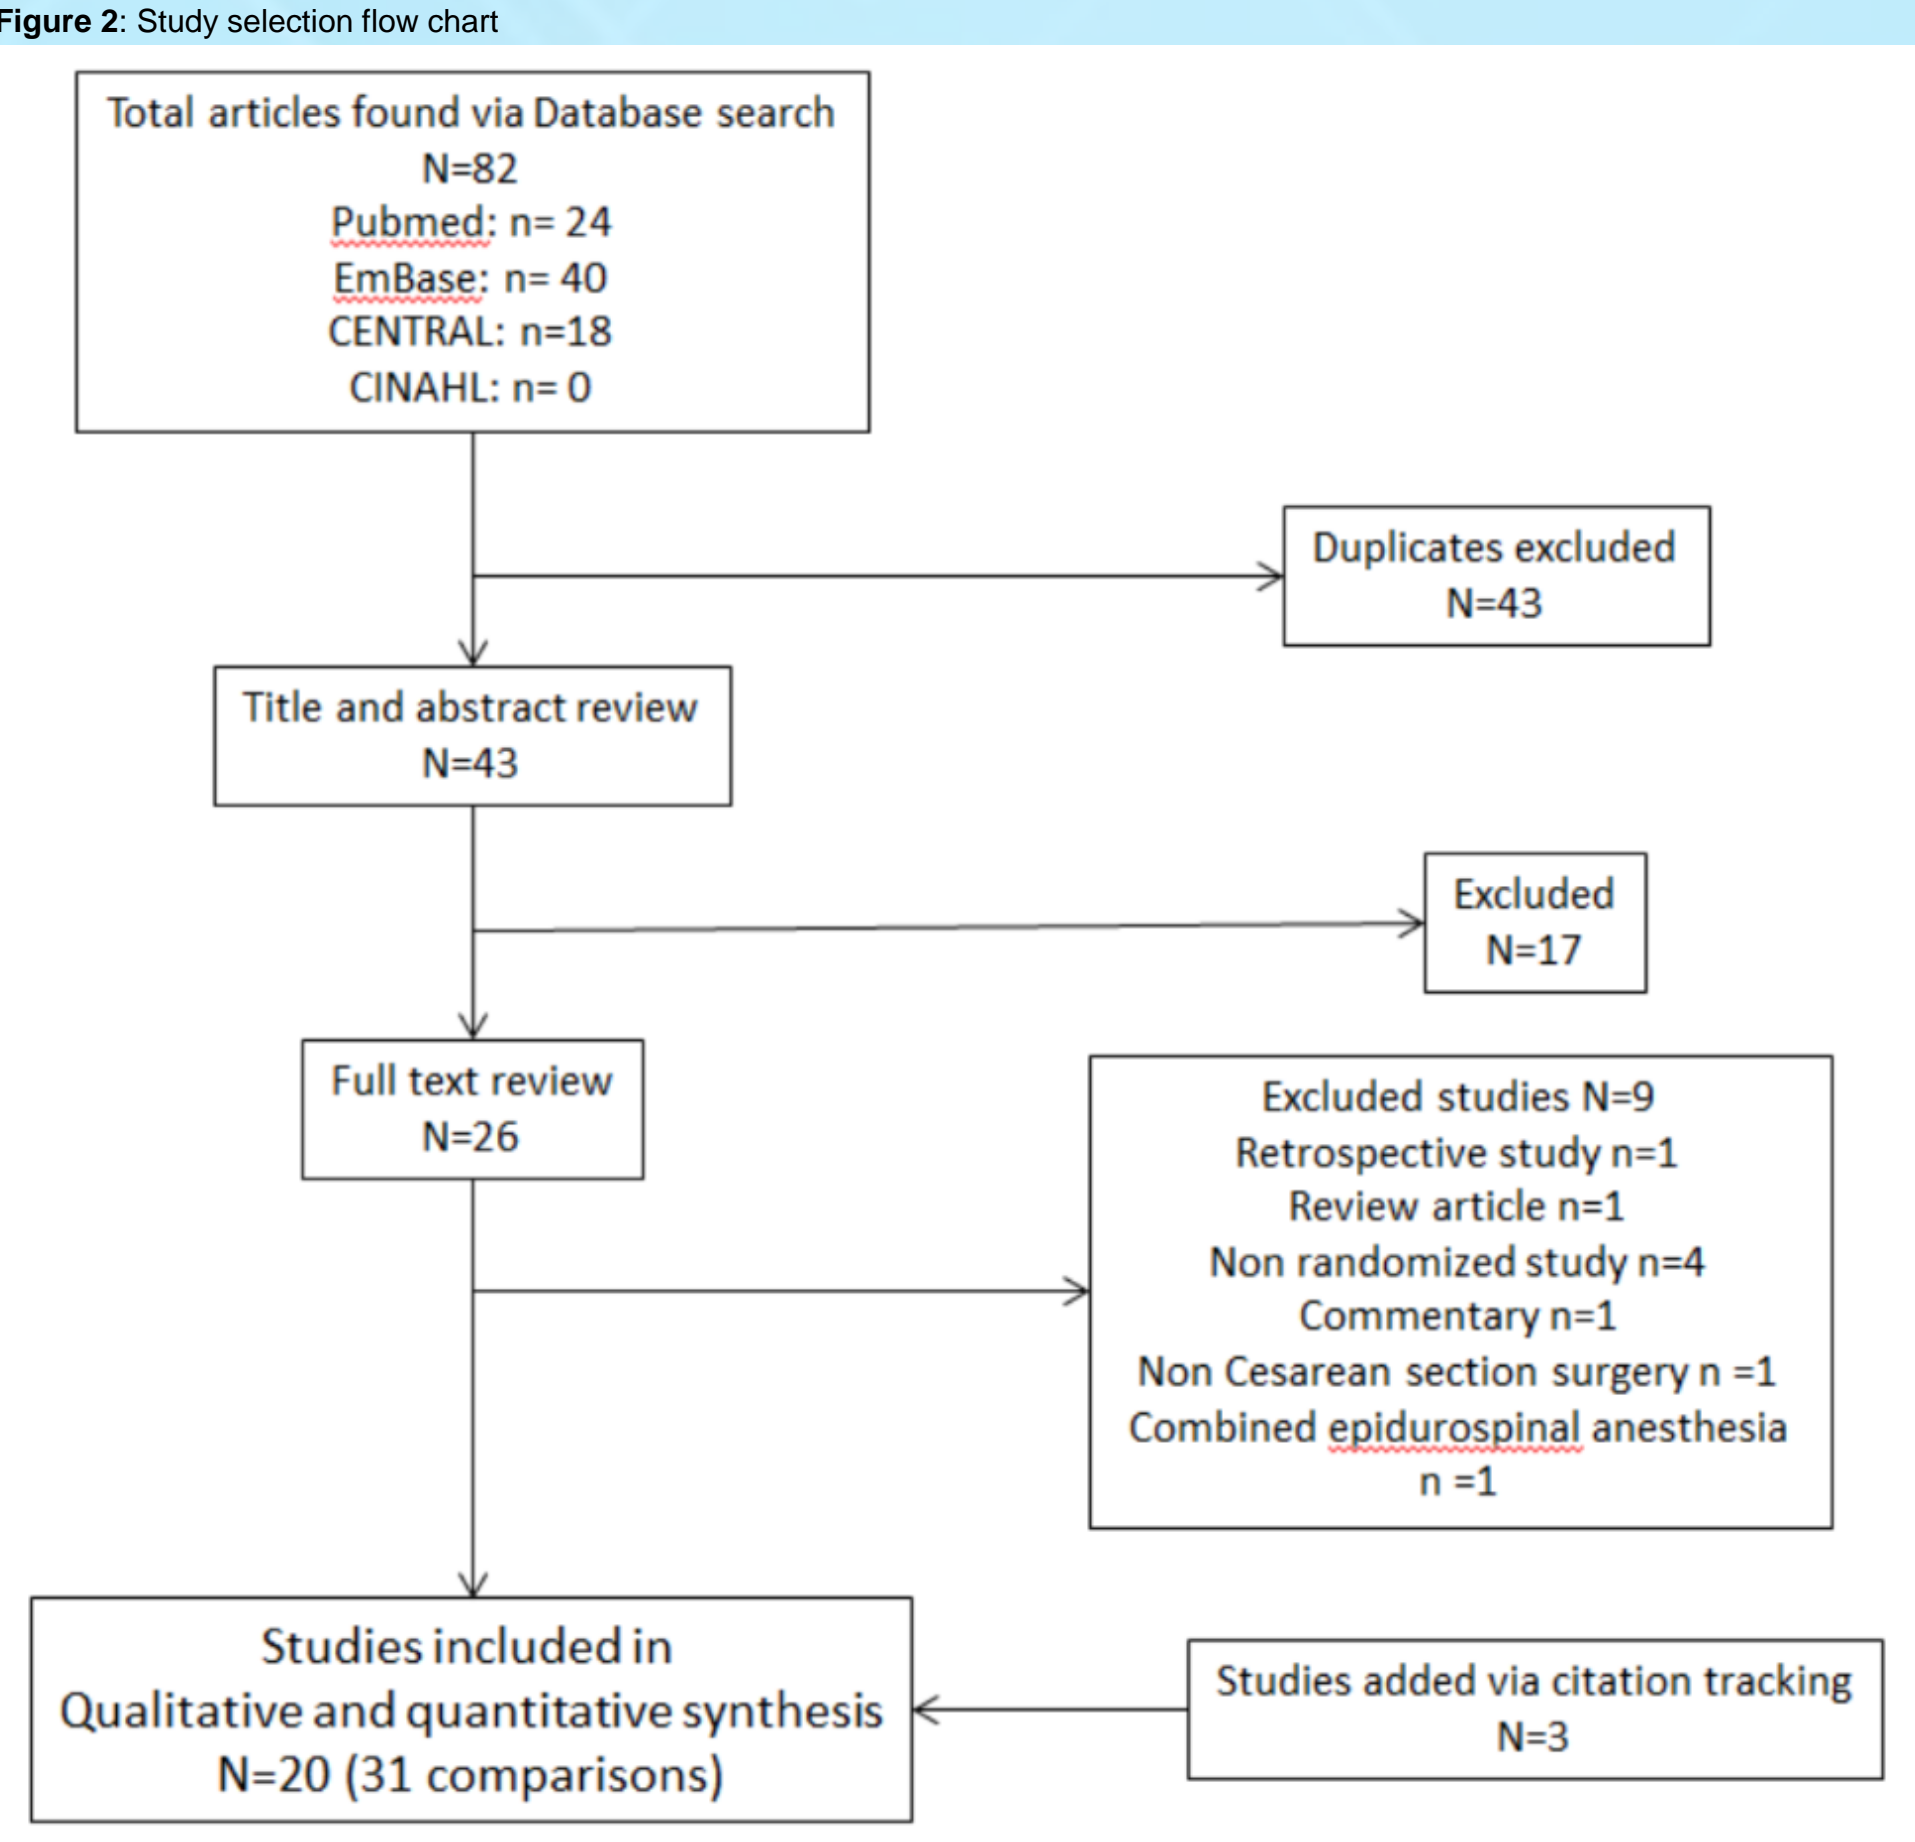 Figure 2: Study selection flow chart
Total articles found via Database search
N=82
Pubmed: n= 24
EmBase: n= 40
CENTRAL: n=18
CINAHL: n= 0
Duplicates excluded
N=43
Title and abstract review
N=43
Excluded
N=17
Full text review
N=26
Excluded studies N=9
Retrospective study n=1
Review article n=1
Non randomized study n=4
Commentary n=1
Non Cesarean section surgery n =1
Combined epidurospinal anesthesia
n =1
Studies included in
Qualitative and quantitative synthesis
N=20 (31 comparisons)
Studies added via citation tracking
N=3